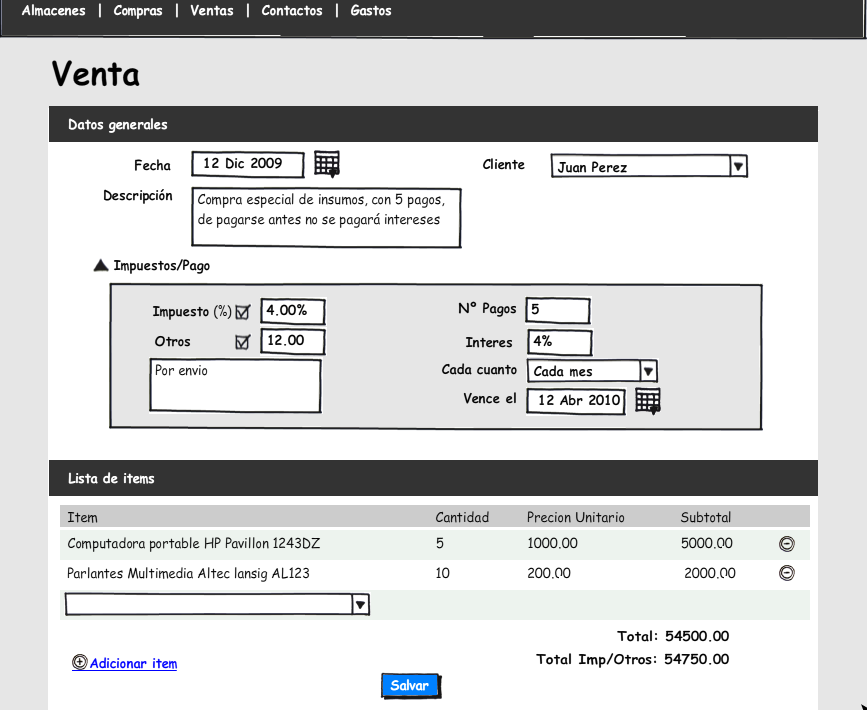 Almacenes | Compras | Ventas | Contactos | Gastos
Venta
Datos generales
Fecha 12 Dic 2009 Cliente Juan Perez
Descripción Compra especial de insumos, con 5 pagos,
de pagarse antes no se pagará intereses
Impuestos/Pago
Impuesto (%) 4.00% Nº Pagos 5
Otros 12.00 Interes 4%
Por envio Cada cuanto Cada mes
Vence el 12 Abr 2010
Lista de items
Item Cantidad Precion Unitario Subtotal
Computadora portable HP Pavillon 1243DZ 5 1000.00 5000.00
Parlantes Multimedia Altec lansig AL123 10 200.00 2000.00
Total: 54500.00
Adicionar item Total Imp/Otros: 54750.00
Salvar